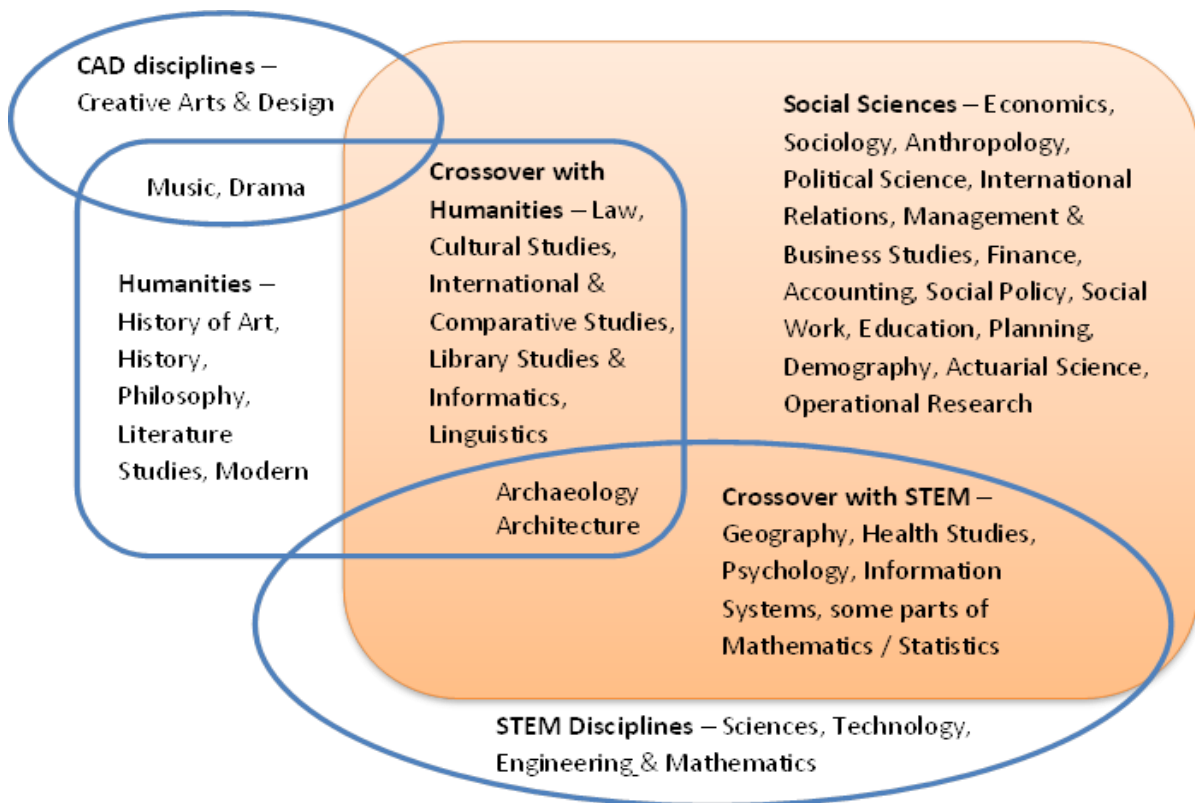 CAD disciplines –
Creative Arts & Design
Music, Drama
Humanities –
History of Art,
History,
Philosophy,
Literature
Studies, Modern
Crossover with
Humanities – Law,
Cultural Studies,
International &
Comparative Studies,
Library Studies &
Informatics,
Linguistics
Archaeology
Architecture
Social Sciences – Economics,
Sociology, Anthropology,
Political Science, International
Relations, Management &
Business Studies, Finance,
Accounting, Social Policy, Social
Work, Education, Planning,
Demography, Actuarial Science,
Operational Research
Crossover with STEM –
Geography, Health Studies,
Psychology, Information
Systems, some parts of
Mathematics / Statistics
STEM Disciplines – Sciences, Technology,
Engineering & Mathematics